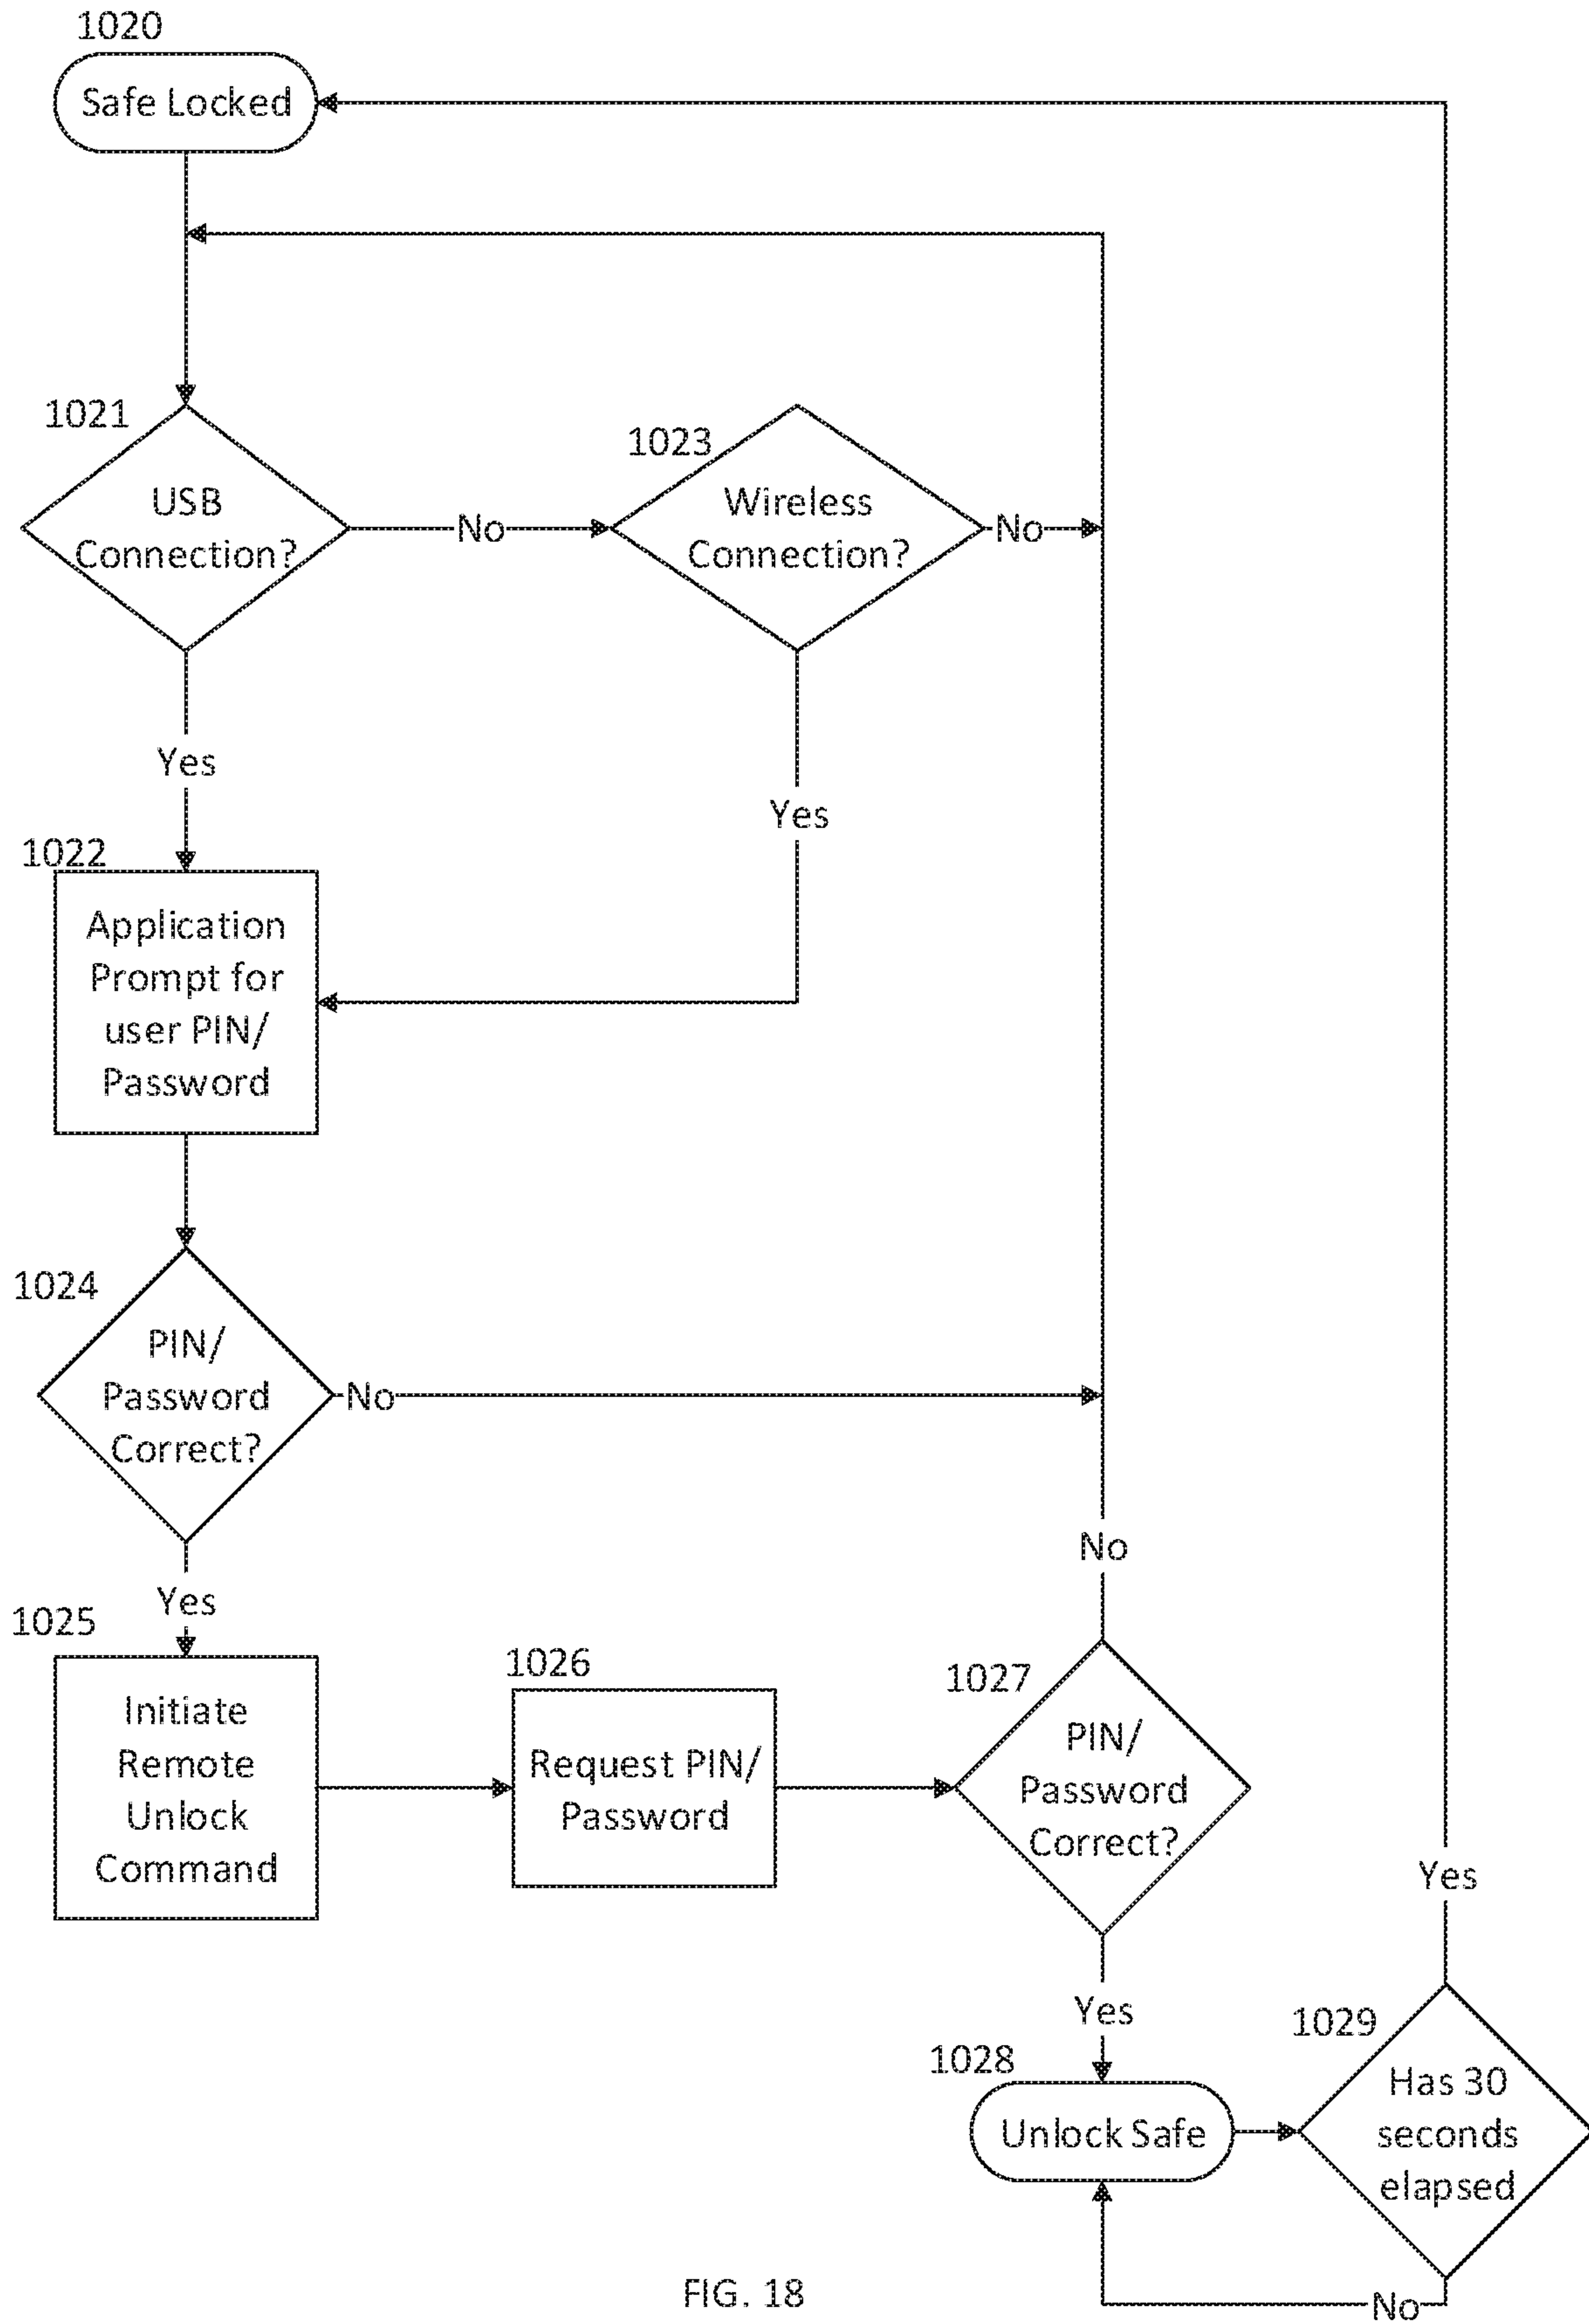 1020
Safe Locked
1021
USB
Connection?
No
1023
Wireless
Connection?
No
Yes
Yes
1022
Application
Prompt for
user PIN/
Password
1024
PIN/
Password
Correct?
No
Yes
No
1025
Initiate
Remote
Unlock
Command
1026
Request PIN/
Password
1027
PIN/
Password
Correct?
Yes
Yes
1028
Unlock Safe
1029
Has 30
seconds
elapsed
No
FIG. 18